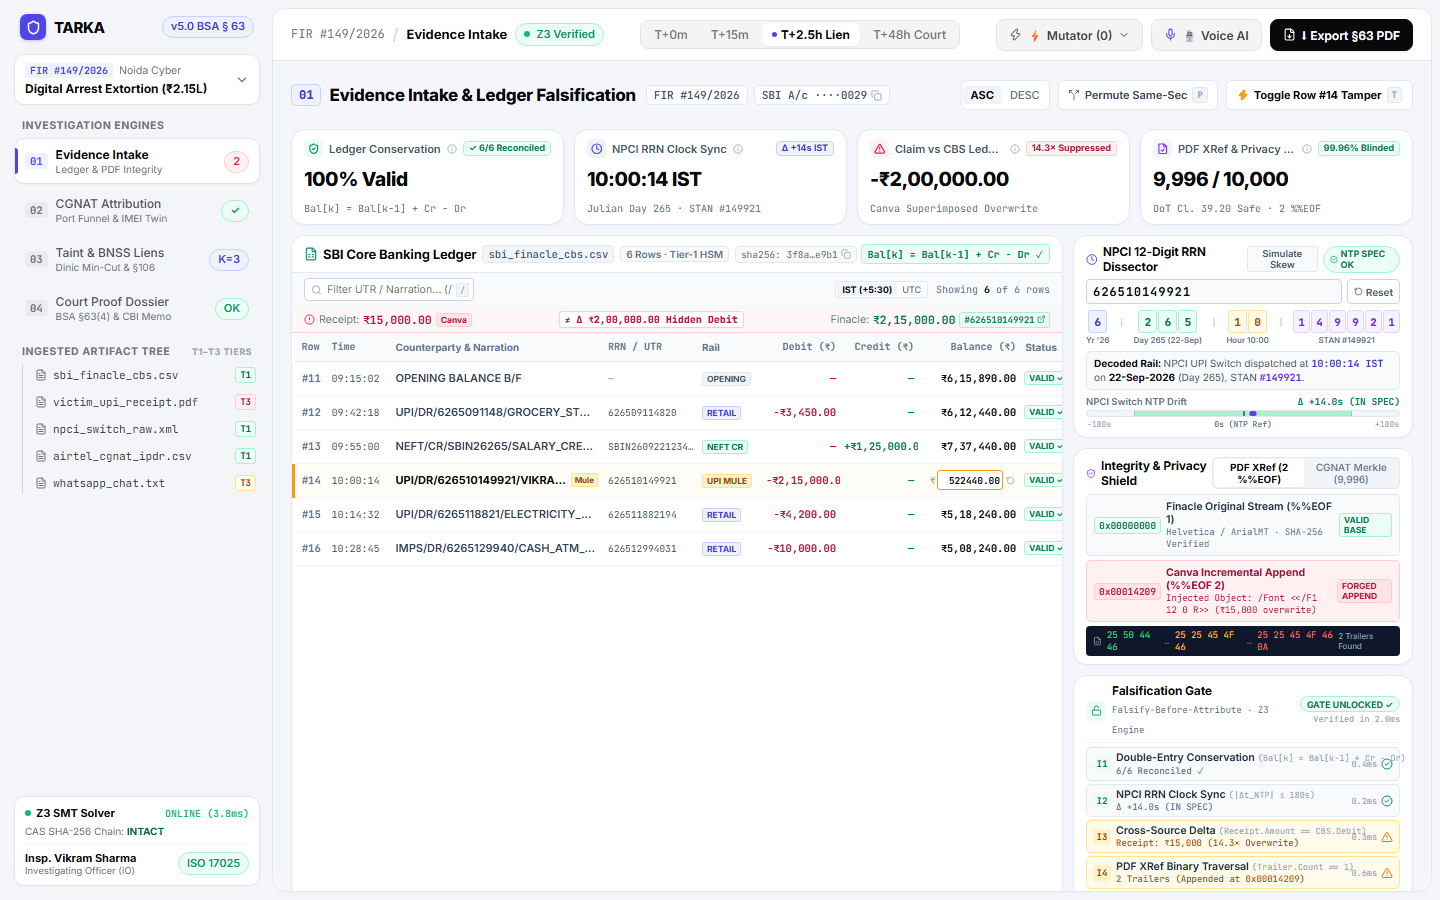 TARKA
v5.0 BSA § 63
FIR #149/2026 Noida Cyber
Digital Arrest Extortion (₹2.15L)
INVESTIGATION ENGINES
01 Evidence Intake
Ledger & PDF Integrity
2
02 CGNAT Attribution
Port Funnel & IMEI Twin
✓
03 Taint & BNSS Liens
Dinic Min-Cut & §106
K=3
04 Court Proof Dossier
BSA §63(4) & CBI Memo
OK
INGESTED ARTIFACT TREE T1–T3 TIERS
sbi_finacle_cbs.csv T1
victim_upi_receipt.pdf T3
npci_switch_raw.xml T1
airtel_cgnat_ipdr.csv T1
whatsapp_chat.txt T3
Z3 SMT Solver ONLINE (3.8ms)
CAS SHA-256 Chain: INTACT
Insp. Vikram Sharma
Investigating Officer (IO)
ISO 17025
FIR #149/2026 / Evidence Intake Z3 Verified
T+0m T+15m T+2.5h Lien T+48h Court
Mutator (0) Voice AI Export §63 PDF
01 Evidence Intake & Ledger Falsification FIR #149/2026 SBI A/c ····0029
ASC DESC Permute Same-Sec P Toggle Row #14 Tamper T
Ledger Conservation ✓ 6/6 Reconciled
100% Valid
Bal[k] = Bal[k-1] + Cr - Dr
NPCI RRN Clock Sync Δ +14s IST
10:00:14 IST
Julian Day 265 · STAN #149921
Claim vs CBS Led... 14.3× Suppressed
-₹2,00,000.00
Canva Superimposed Overwrite
PDF XRef & Privacy ... 99.96% Blinded
9,996 / 10,000
DoT Cl. 39.20 Safe · 2 %%EOF
SBI Core Banking Ledger sbi_finacle_cbs.csv 6 Rows · Tier-1 HSM sha256: 3f8a…e9b1 Bal[k] = Bal[k-1] + Cr - Dr ✓
Filter UTR / Narration... (/ /
IST (+5:30) UTC Showing 6 of 6 rows
Receipt: ₹15,000.00 Canva ≠ Δ ₹2,00,000.00 Hidden Debit Finacle: ₹2,15,000.00 #626510149921
Row Time Counterparty & Narration RRN / UTR Rail Debit (₹) Credit (₹) Balance (₹) Status
#11 09:15:02 OPENING BALANCE B/F — OPENING — — ₹6,15,890.00 VALID ✓
#12 09:42:18 UPI/DR/6265091148/GROCERY_ST... 626509114820 RETAIL -₹3,450.00 — ₹6,12,440.00 VALID ✓
#13 09:55:00 NEFT/CR/SBIN26265/SALARY_CRE... SBIN2609221234… NEFT CR — +₹1,25,000.0 ₹7,37,440.00 VALID ✓
#14 10:00:14 UPI/DR/626510149921/VIKRA... Mule 626510149921 UPI MULE -₹2,15,000.0 — ₹ 522440.00 VALID ✓
#15 10:14:32 UPI/DR/6265118821/ELECTRICITY_... 626511882194 RETAIL -₹4,200.00 — ₹5,18,240.00 VALID ✓
#16 10:28:45 IMPS/DR/6265129940/CASH_ATM_... 626512994031 RETAIL -₹10,000.00 — ₹5,08,240.00 VALID ✓
NPCI 12-Digit RRN Dissector
Simulate Skew
NTP SPEC OK
626510149921 Reset
6 | 2 6 5 | 1 0 | 1 4 9 9 2 1
Yr '26 Day 265 (22-Sep) Hour 10:00 STAN #149921
Decoded Rail: NPCI UPI Switch dispatched at 10:00:14 IST
on 22-Sep-2026 (Day 265), STAN #149921.
NPCI Switch NTP Drift Δ +14.0s (IN SPEC)
-180s 0s (NTP Ref) +180s
Integrity & Privacy Shield
PDF XRef (2 %%EOF)
CGNAT Merkle (9,996)
0x00000000
Finacle Original Stream (%%EOF 1)
Helvetica / ArialMT · SHA-256 Verified
VALID BASE
0x00014209
Canva Incremental Append (%%EOF 2)
Injected Object: /Font <</F1 12 0 R>> (₹15,000 overwrite)
FORGED APPEND
25 50 44 46 … 25 25 45 4F 46 … 25 25 45 4F 46 0A
2 Trailers Found
Falsification Gate
Falsify-Before-Attribute · Z3 Engine
GATE UNLOCKED ✓
Verified in 2.0ms
I1 Double-Entry Conservation (Bal[k] = Bal[k-1] + Cr - Dr)
6/6 Reconciled ✓
0.4ms
I2 NPCI RRN Clock Sync (|Δt_NTP| ≤ 180s)
Δ +14.0s (IN SPEC)
0.2ms
I3 Cross-Source Delta (Receipt.Amount == CBS.Debit)
Receipt: ₹15,000 (14.3× Overwrite)
0.3ms
I4 PDF XRef Binary Traversal (Trailer.Count == 1)
2 Trailers (Appended at 0x00014209)
0.6ms